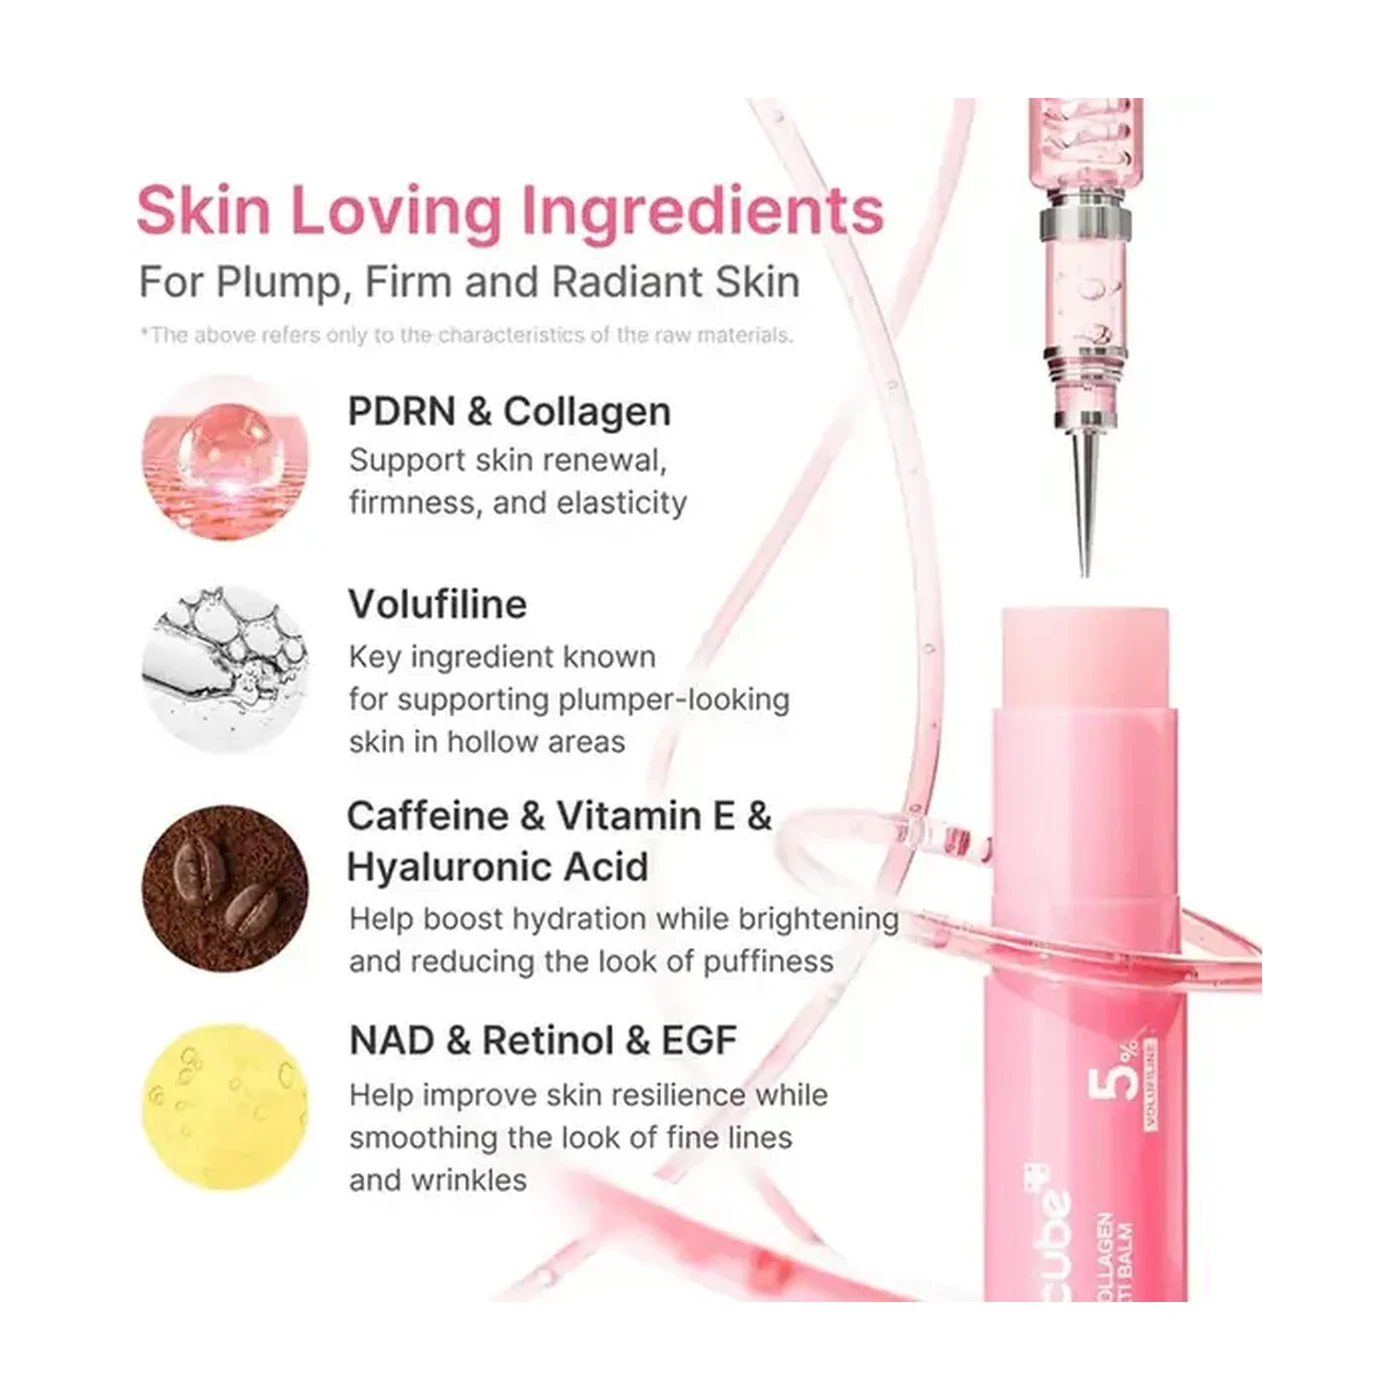 Skin Loving Ingredients
For Plump, Firm and Radiant Skin
*The above refers only to the characteristics of the raw materials.
PDRN & Collagen
Support skin renewal,
firmness, and elasticity
Volufiline
Key ingredient known
for supporting plumper-looking
skin in hollow areas
Caffeine & Vitamin E &
Hyaluronic Acid
Help boost hydration while brightening
and reducing the look of puffiness
NAD & Retinol & EGF
Help improve skin resilience while
smoothing the look of fine lines
and wrinkles
5%
VOLUFILINE
cube
OLLAGEN
TI BALM